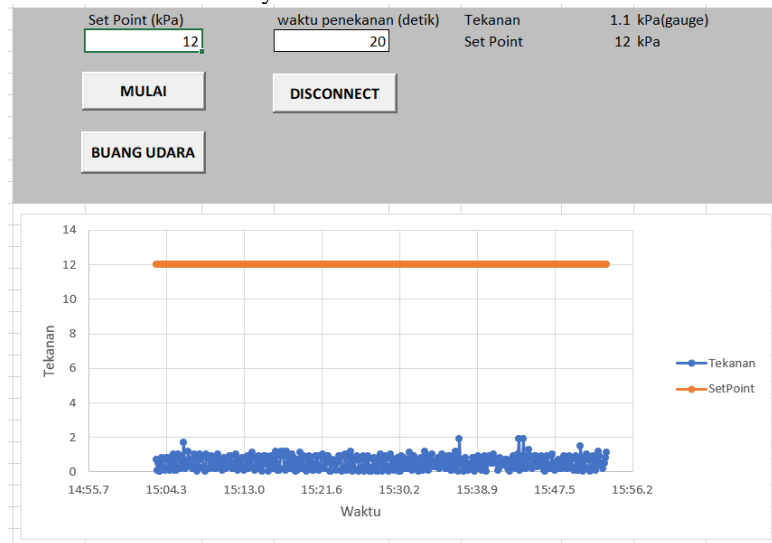 Set Point (kPa) waktu penekanan (detik) Tekanan 1.1 kPa(gauge)
12 20 Set Point 12 kPa
MULAI DISCONNECT
BUANG UDARA
14
12
10
8
6
4
2
0
Tekanan
14:55.7 15:04.3 15:13.0 15:21.6 15:30.2 15:38.9 15:47.5 15:56.2
Waktu
Tekanan
SetPoint